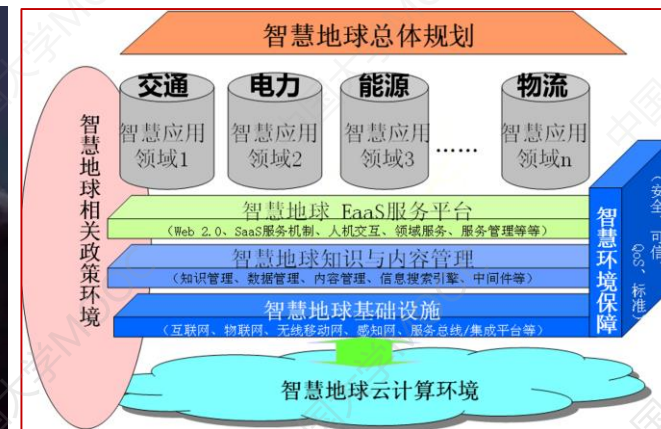 智慧地球总体规划
交通
电力
能源
物流
智慧应用
领域1
智慧应用
领域2
智慧应用
领域3
......
智慧应用
领域n
智慧地球相关政策环境
智慧地球 EaaS服务平台
(Web 2.0、SaaS服务机制、人机交互、领域服务、服务管理等等)
智慧地球知识与内容管理
(知识管理、数据管理、内容管理、信息搜索引擎、中间件等)
智慧地球基础设施
(互联网、物联网、无线移动网、感知网、服务总线/集成平台等)
智慧环境保障
(安全、可信、
QoS、标准)
智慧地球云计算环境